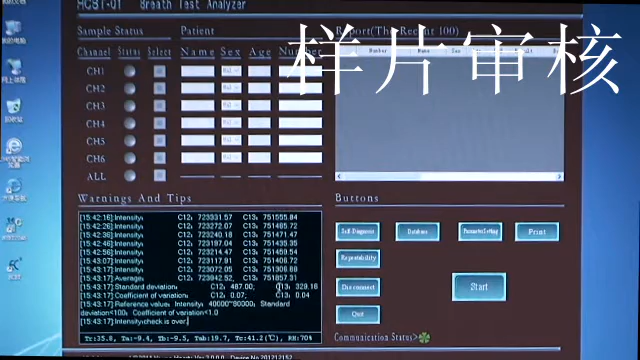 HCBT-01 Breath Test Analyzer
样片审核
Sample Status
Patient
Report(The Recent 100)
Channel Status Select
Name Sex Age Number
CH1
CH2
CH3
CH4
CH5
CH6
ALL
Warnings And Tips
[15:42:16]Intensity: C12: 723331.57 C13: 751555.84
[15:42:26]Intensity: C12: 723272.07 C13: 751485.72
[15:42:36]Intensity: C12: 723240.18 C13: 751471.47
[15:42:46]Intensity: C12: 723197.04 C13: 751435.35
[15:42:56]Intensity: C12: 723214.47 C13: 751459.54
[15:43:07]Intensity: C12: 723117.91 C13: 751408.72
[15:43:17]Intensity: C12: 723072.05 C13: 751306.68
[15:43:17]Average: C12: 723942.52, C13: 751857.31
[15:43:17]Standard deviation: C12: 487.00; C13: 329.16
[15:43:17]Coefficient of variation: C12: 0.07; C13: 0.04
[15:43:17]Reference value: Intensity: 40000~80000; Standard
deviation<100; Coefficient of variation<1.0
[15:43:17]Intensity check is over.
Tc:35.8, Ta:-9.4, Tb:-9.5, Tab:19.7, Tc:41.2(℃), RH:70%
Buttons
Self-Diagnosis
Database
ParameterSetting
Print
Repeatability
Disconnect
Start
Quit
Communication Status>